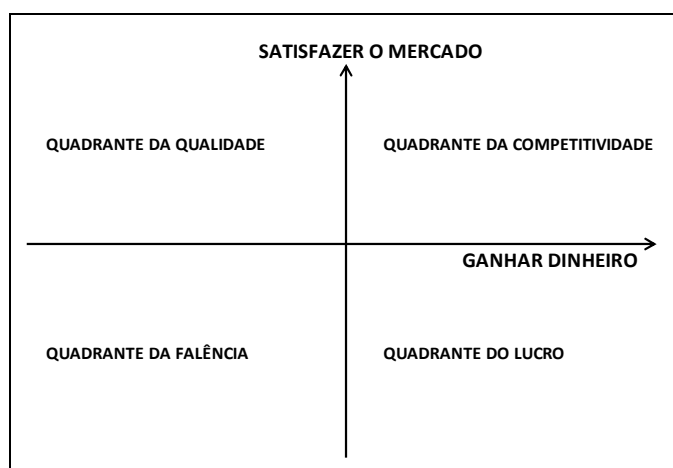 SATISFAZER O MERCADO
QUADRANTE DA QUALIDADE
QUADRANTE DA COMPETITIVIDADE
GANHAR DINHEIRO
QUADRANTE DA FALÊNCIA
QUADRANTE DO LUCRO